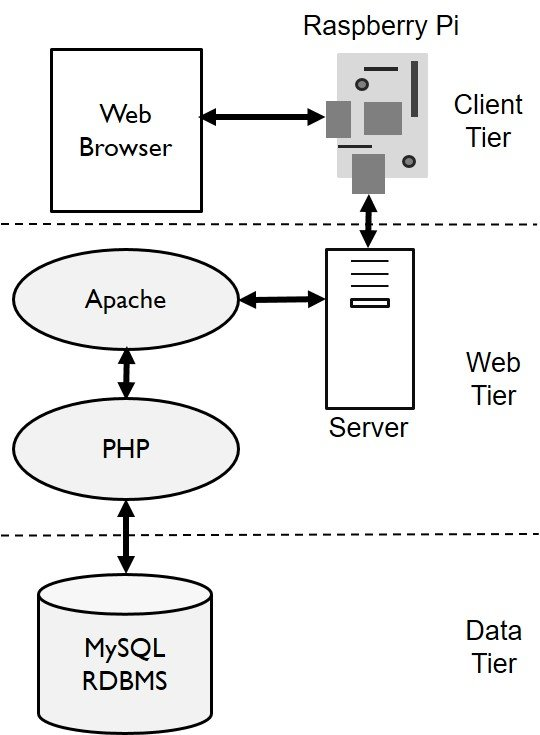 Raspberry Pi
Web
Browser
Client
Tier
Apache
Web
Tier
Server
PHP
MySQL
RDBMS
Data
Tier